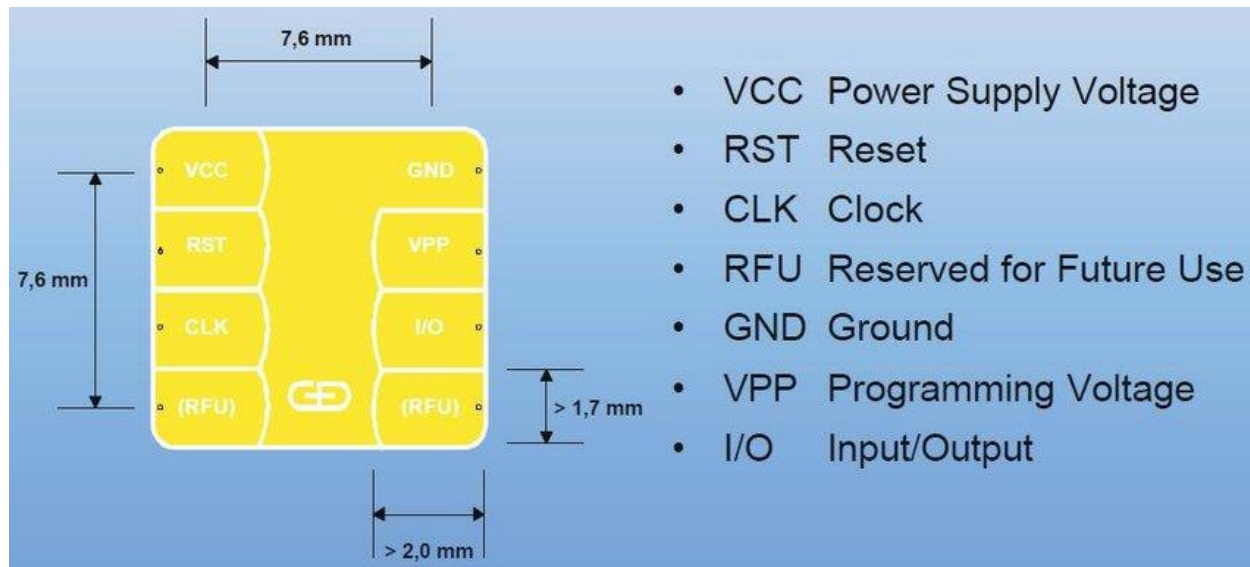 7,6 mm
VCC GND
RST VPP
7,6 mm
CLK I/O
(RFU) (RFU)
> 1,7 mm
> 2,0 mm
• VCC Power Supply Voltage
• RST Reset
• CLK Clock
• RFU Reserved for Future Use
• GND Ground
• VPP Programming Voltage
• I/O Input/Output